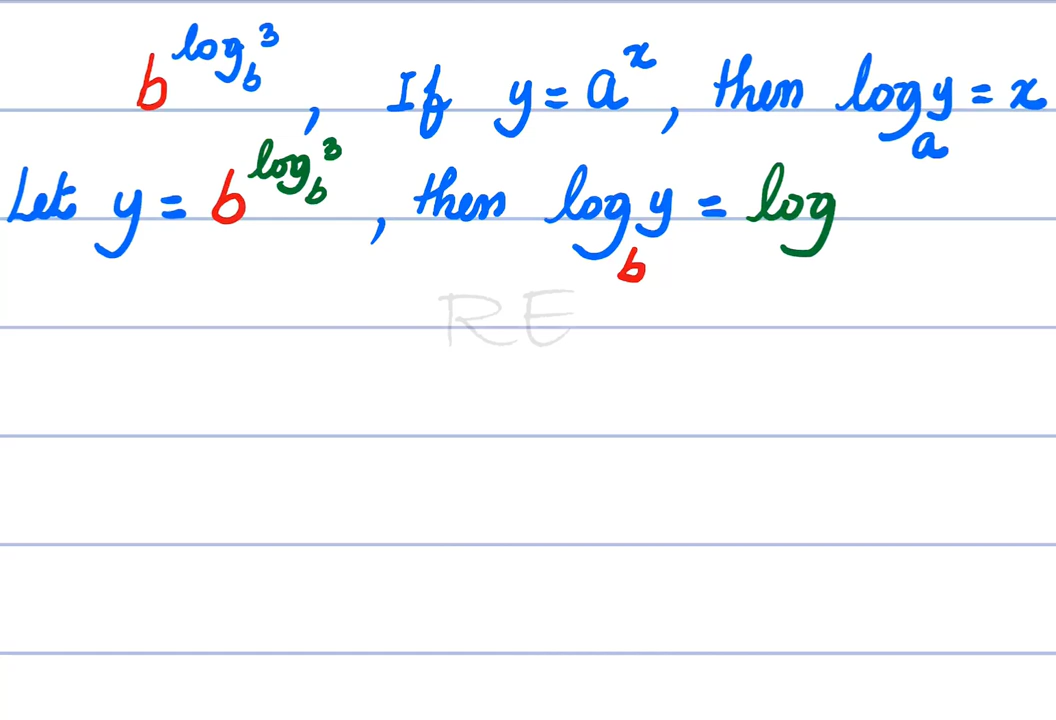 b^{log_b 3}, If y = a^x, then log_a y = x
Let y = b^{log_b 3}, then log_b y = log
RE